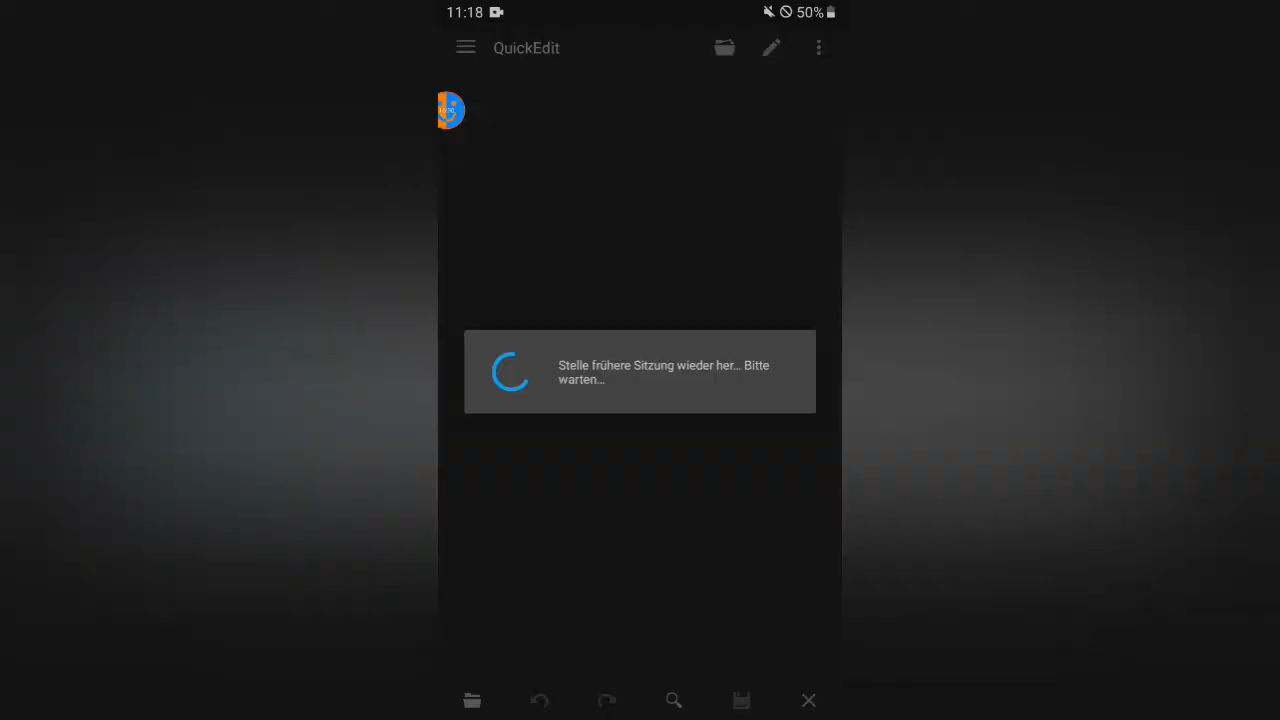 11:18
50%
QuickEdit
Stelle frühere Sitzung wieder her... Bitte
warten...